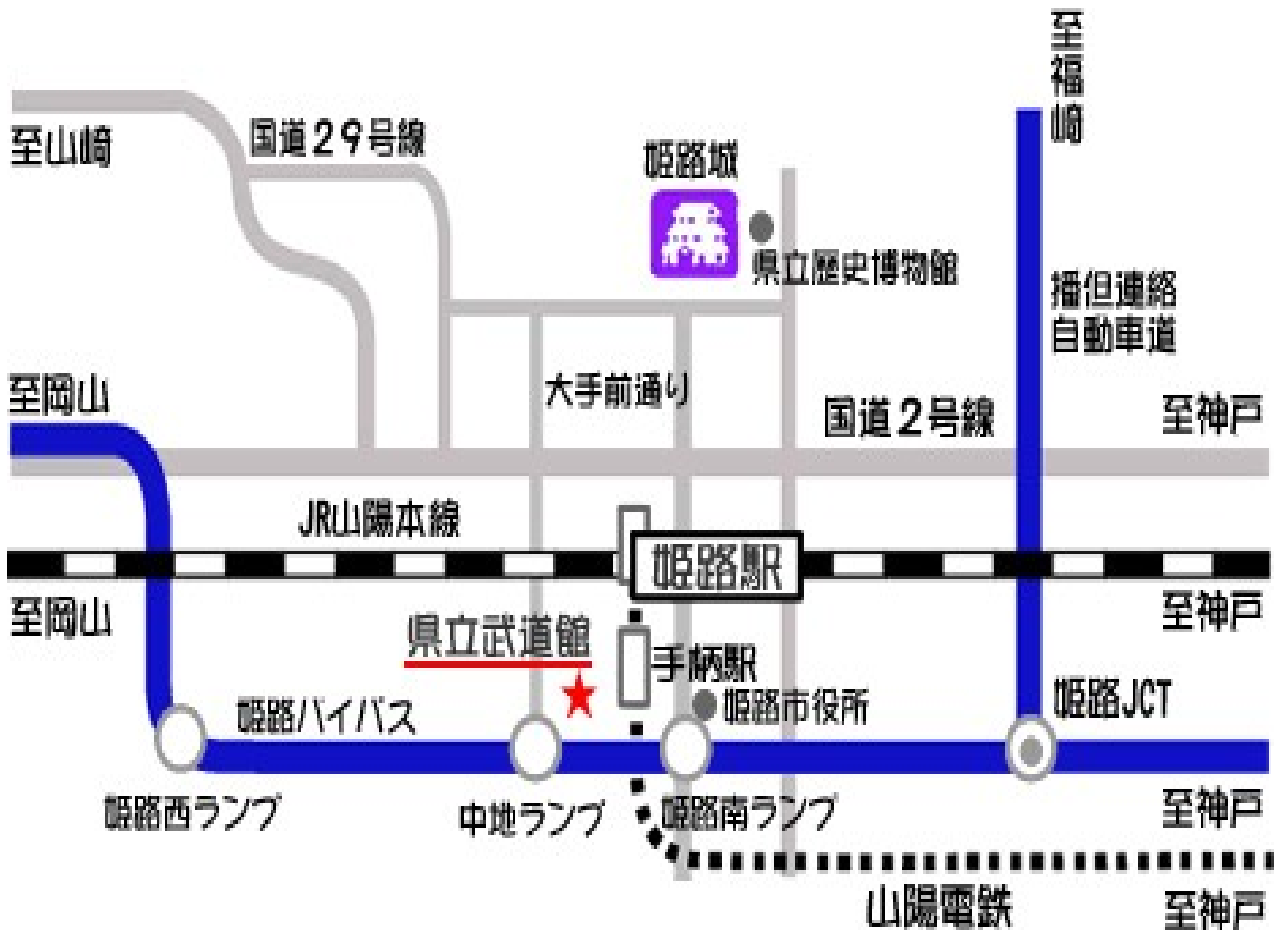 至福崎
至山崎
国道29号線
姫路城
県立歴史博物館
播但連絡
自動車道
至岡山
大手前通り
国道2号線
至神戸
JR山陽本線
姫路駅
至岡山
至神戸
県立武道館
手柄駅
姫路バイパス
姫路市役所
姫路JCT
姫路西ランプ
中地ランプ
姫路南ランプ
至神戸
山陽電鉄
至神戸